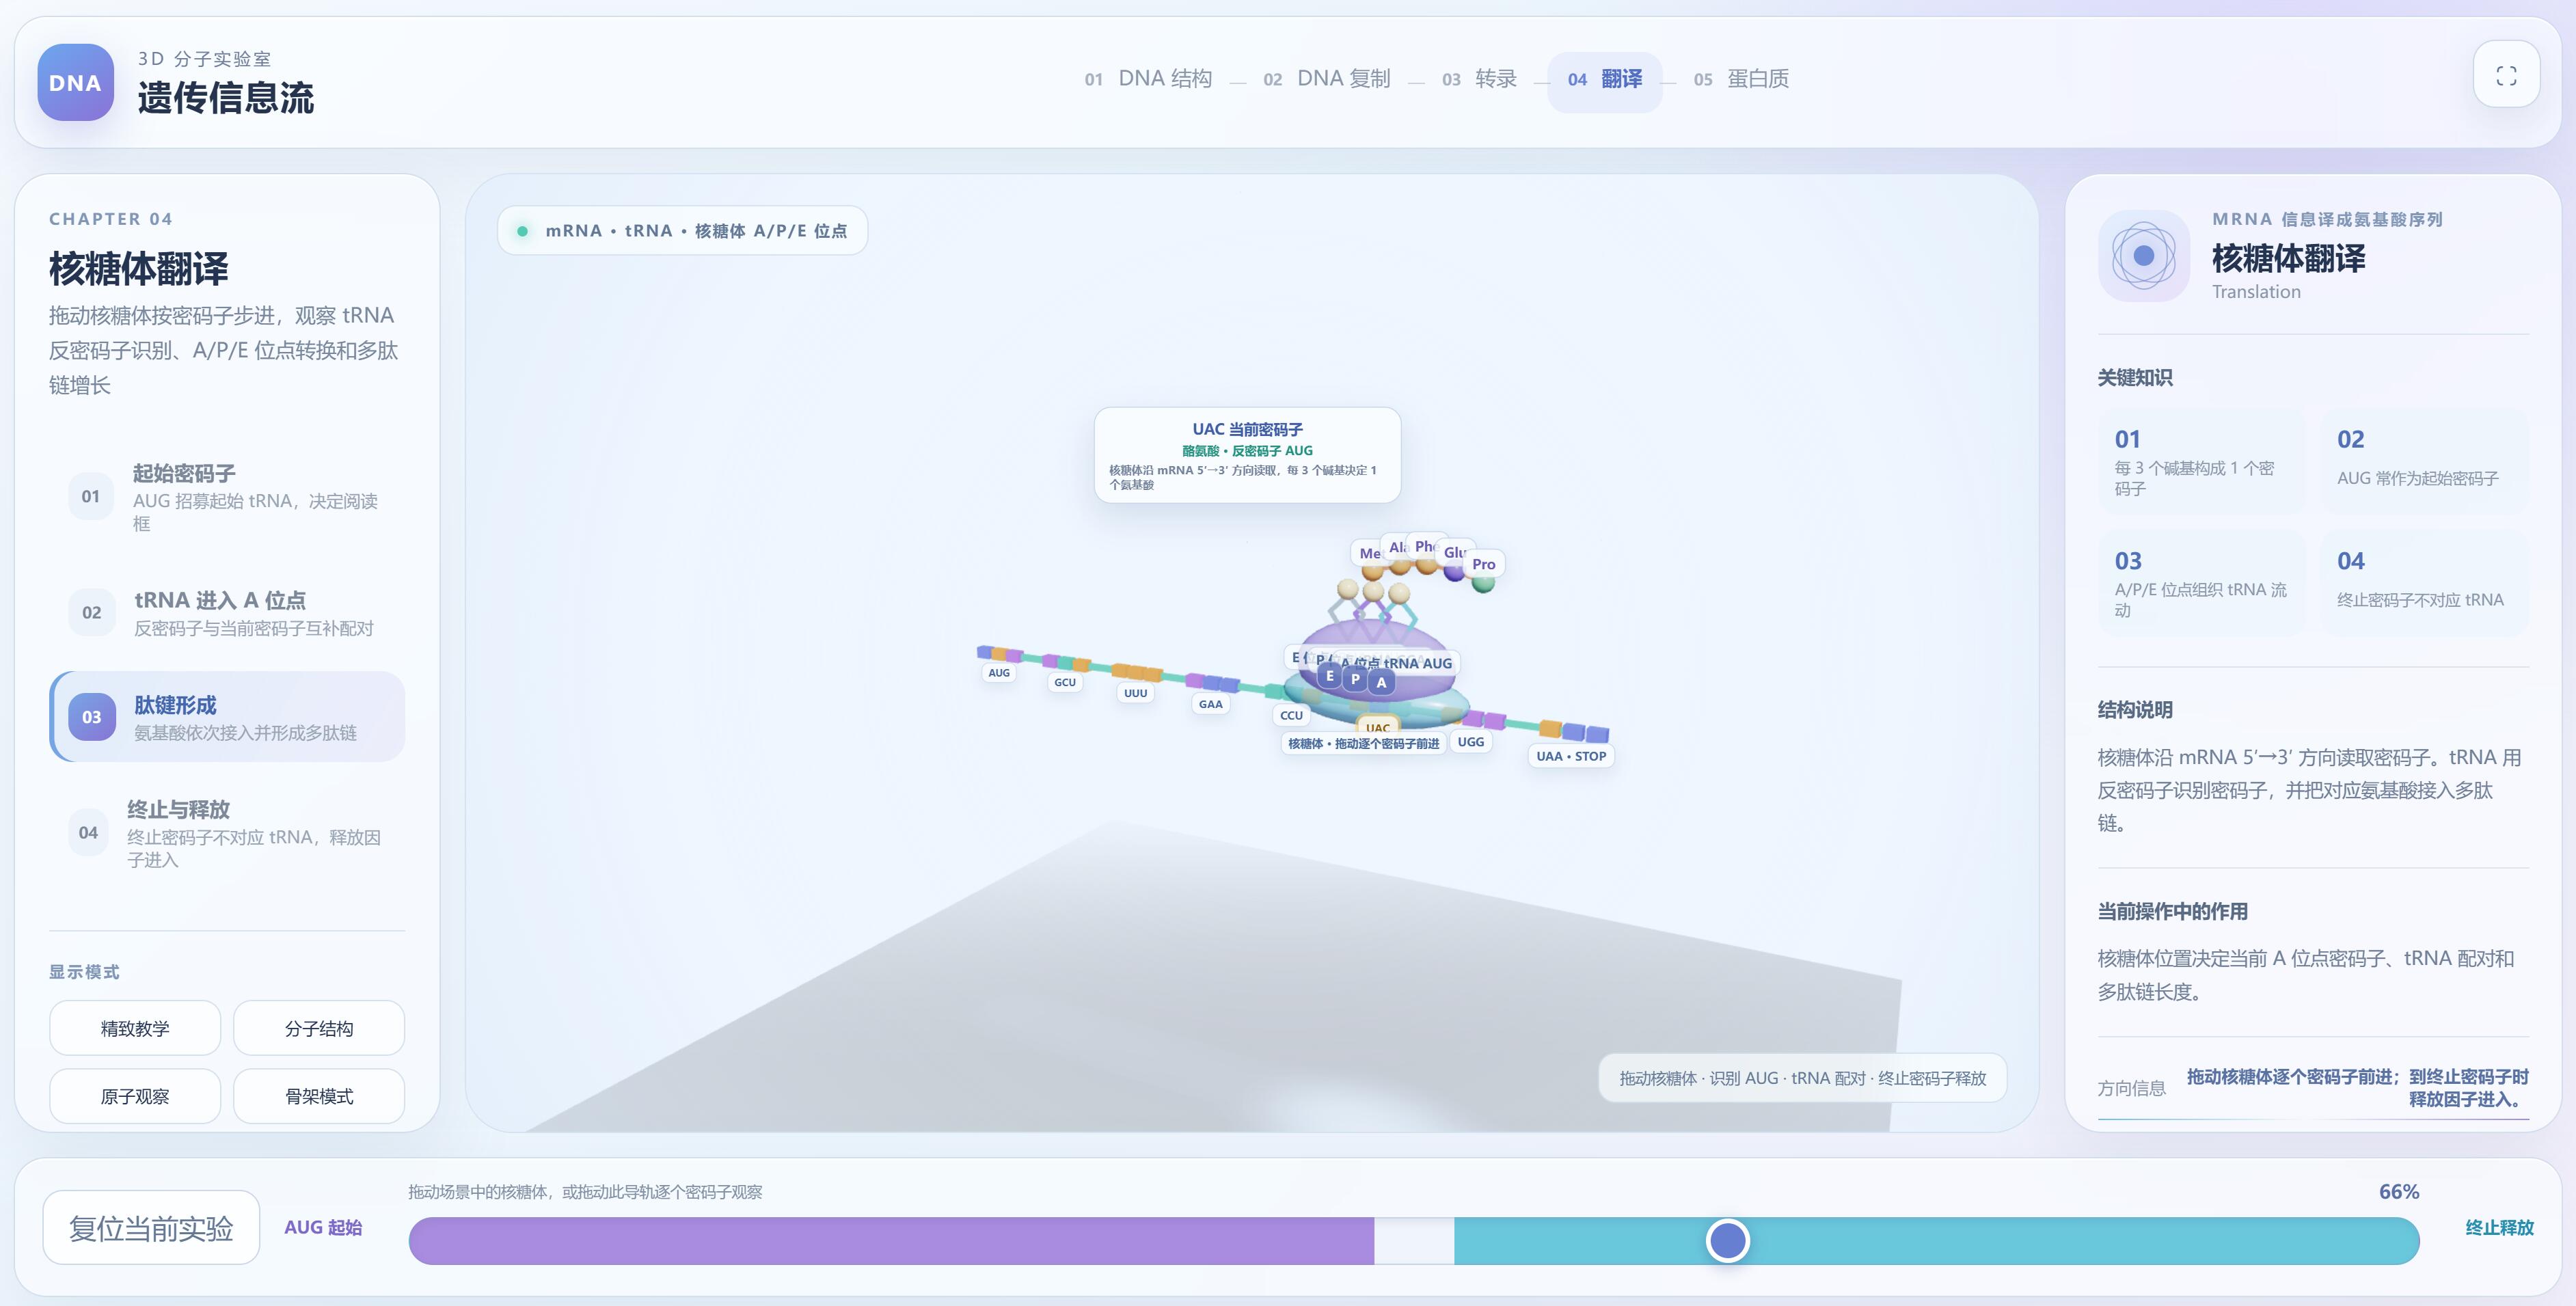 DNA
3D 分子实验室
遗传信息流
01 DNA 结构
02 DNA 复制
03 转录
04 翻译
05 蛋白质
CHAPTER 04
核糖体翻译
拖动核糖体按密码子步进，观察 tRNA
反密码子识别、A/P/E 位点转换和多肽
链增长
01
起始密码子
AUG 招募起始 tRNA，决定阅读
框
02
tRNA 进入 A 位点
反密码子与当前密码子互补配对
03
肽键形成
氨基酸依次接入并形成多肽链
04
终止与释放
终止密码子不对应 tRNA，释放因
子进入
显示模式
精致教学
分子结构
原子观察
骨架模式
mRNA • tRNA • 核糖体 A/P/E 位点
UAC 当前密码子
酪氨酸 • 反密码子 AUG
核糖体沿 mRNA 5′→3′ 方向读取，每 3 个碱基决定 1
个氨基酸
Met
Ala
Phe
Glu
Pro
A 位点 tRNA AUG
E
P
A
AUG
GCU
UUU
GAA
CCU
UAC
UGG
UAA • STOP
核糖体 • 拖动逐个密码子前进
拖动核糖体 · 识别 AUG · tRNA 配对 · 终止密码子释放
MRNA 信息译成氨基酸序列
核糖体翻译
Translation
关键知识
01
每 3 个碱基构成 1 个密
码子
02
AUG 常作为起始密码子
03
A/P/E 位点组织 tRNA 流
动
04
终止密码子不对应 tRNA
结构说明
核糖体沿 mRNA 5′→3′ 方向读取密码子。tRNA 用
反密码子识别密码子，并把对应氨基酸接入多肽
链。
当前操作中的作用
核糖体位置决定当前 A 位点密码子、tRNA 配对和
多肽链长度。
方向信息
拖动核糖体逐个密码子前进；到终止密码子时
释放因子进入。
复位当前实验
AUG 起始
拖动场景中的核糖体，或拖动此导轨逐个密码子观察
66%
终止释放